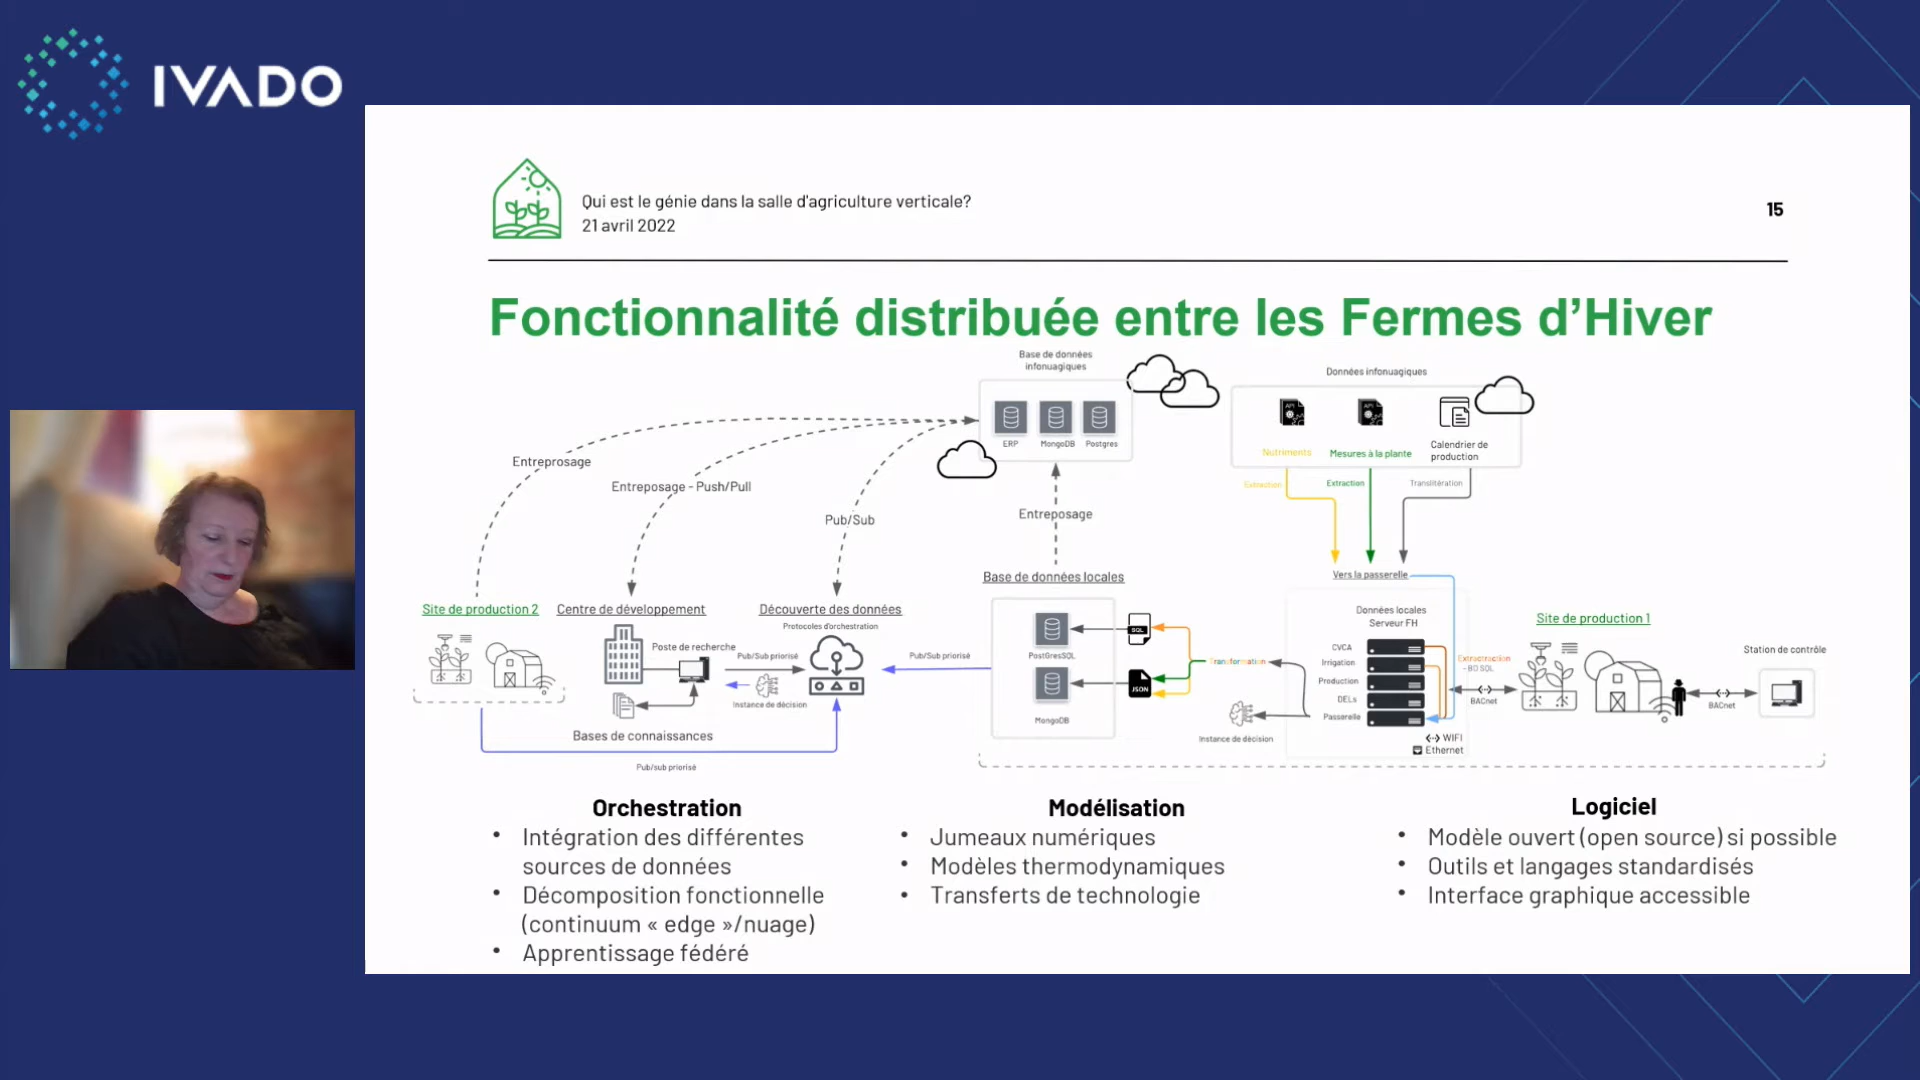 IVADO
Qui est le génie dans la salle d'agriculture verticale?
21 avril 2022
15
Fonctionnalité distribuée entre les Fermes d'Hiver
Base de données
infonuagiques
ERP
MongoDB
Postgres
Données infonuagiques
API
API
Nutriments
Mesures à la plante
Calendrier de
production
Extraction
Extraction
Translitération
Entreprosage
Entreposage - Push/Pull
Pub/Sub
Entreposage
Site de production 2
Centre de développement
Poste de recherche
Bases de connaissances
Pub/Sub priorisé
Instance de décision
Découverte des données
Protocoles d'orchestration
Pub/sub priorisé
Pub/Sub priorisé
Base de données locales
PostGresSQL
MongoDB
SQL
JSON
Transformation
Instance de décision
Vers la passerelle
Données locales
Serveur FH
CVCA
Irrigation
Production
DELs
Passerelle
WIFI
Ethernet
- BD SQL
BACnet
Site de production 1
BACnet
Station de contrôle
Orchestration
• Intégration des différentes
sources de données
• Décomposition fonctionnelle
(continuum « edge »/nuage)
• Apprentissage fédéré
Modélisation
• Jumeaux numériques
• Modèles thermodynamiques
• Transferts de technologie
Logiciel
• Modèle ouvert (open source) si possible
• Outils et langages standardisés
• Interface graphique accessible